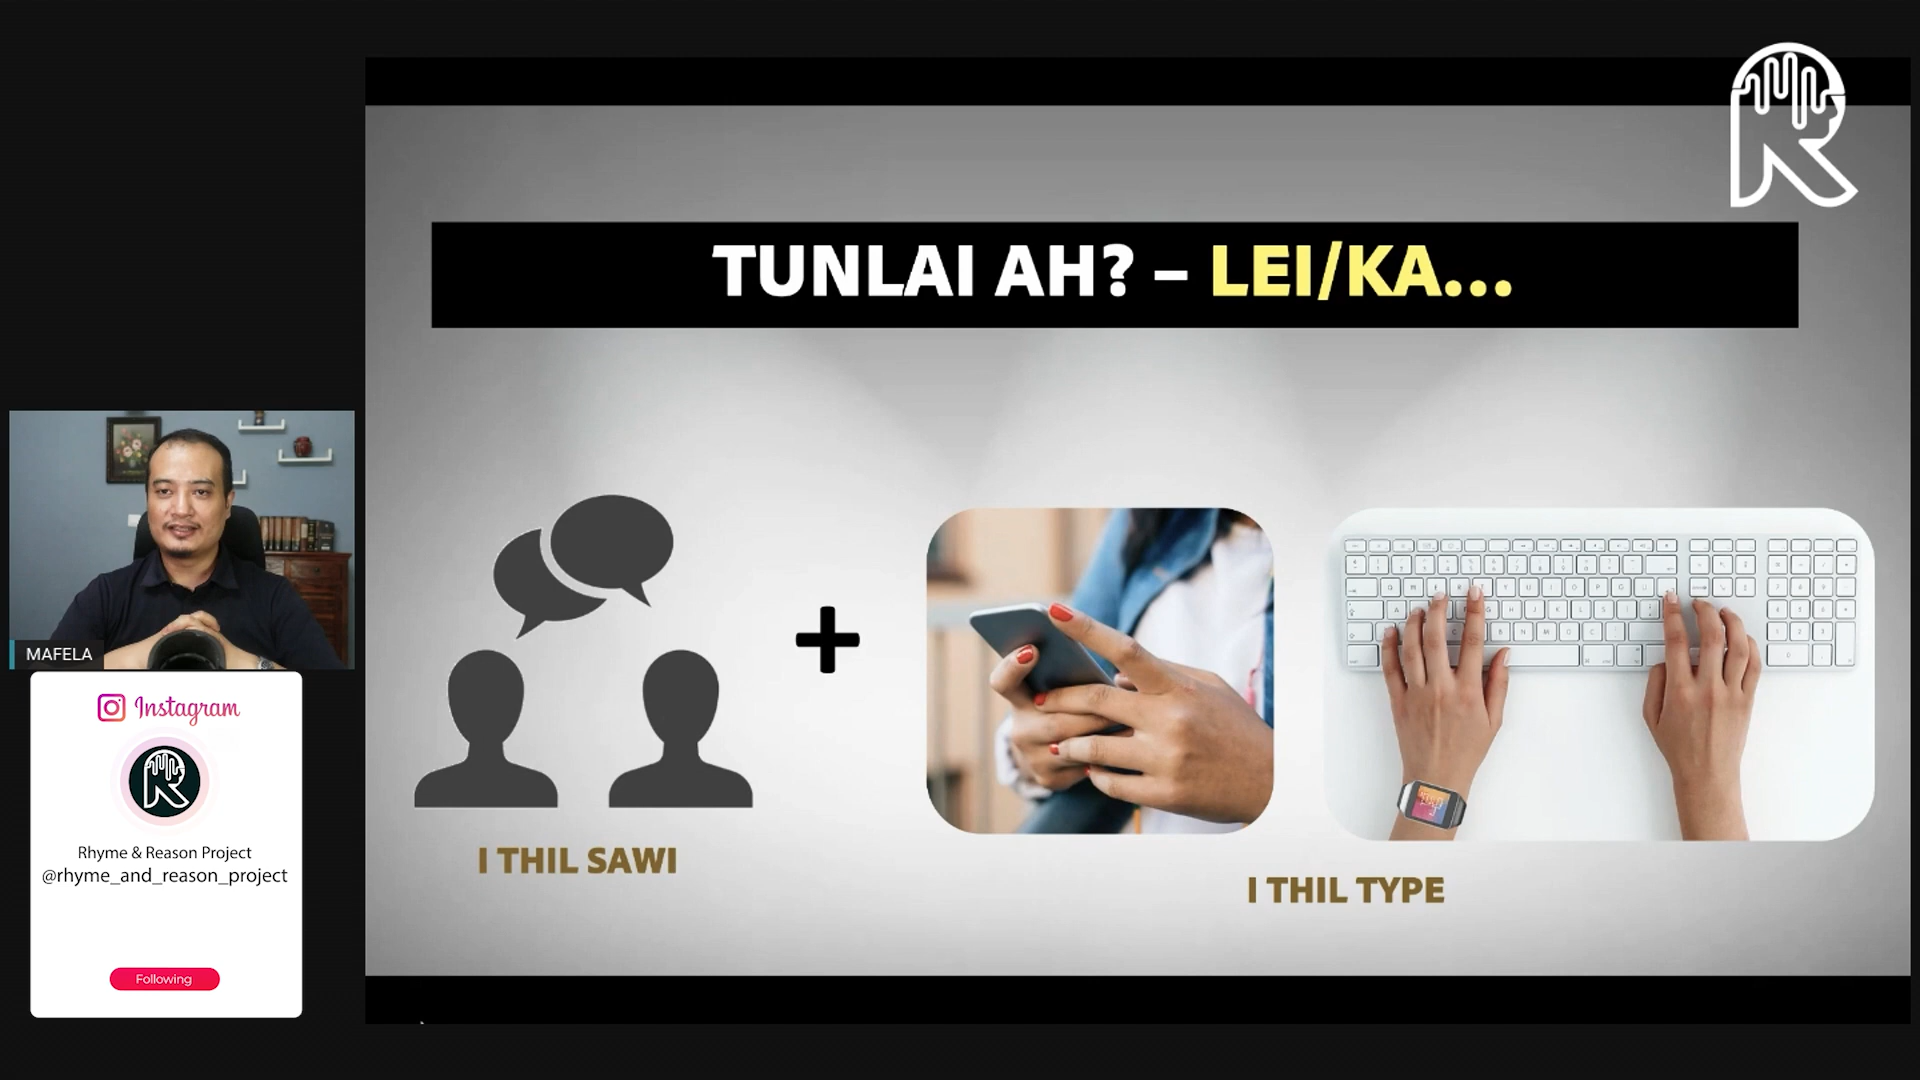 TUNLAI AH? – LEI/KA...
I THIL SAWI
I THIL TYPE
MAFELA
Instagram
Rhyme & Reason Project
@rhyme_and_reason_project
Following